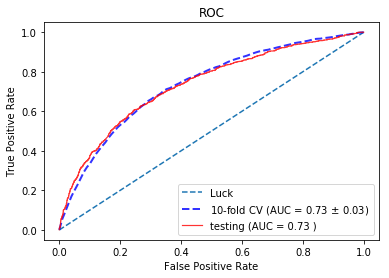 ROC
True Positive Rate
1.0
0.8
0.6
0.4
0.2
0.0
Luck
10-fold CV (AUC = 0.73 ± 0.03)
testing (AUC = 0.73 )
0.0 0.2 0.4 0.6 0.8 1.0
False Positive Rate